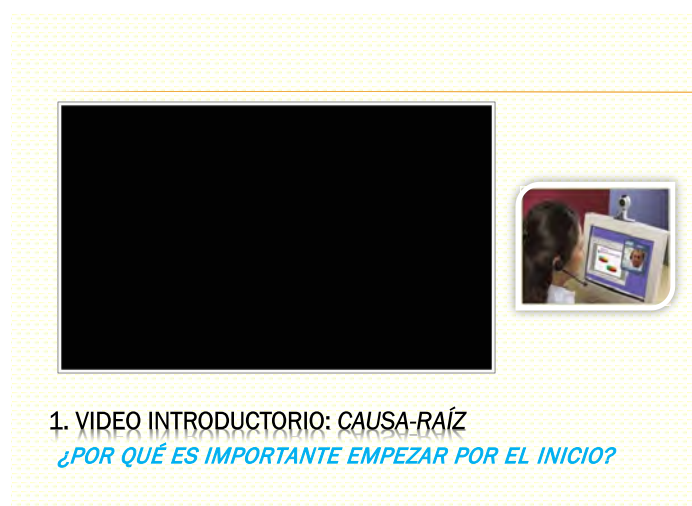 1. VIDEO INTRODUCTORIO: CAUSA-RAÍZ
¿POR QUÉ ES IMPORTANTE EMPEZAR POR EL INICIO?